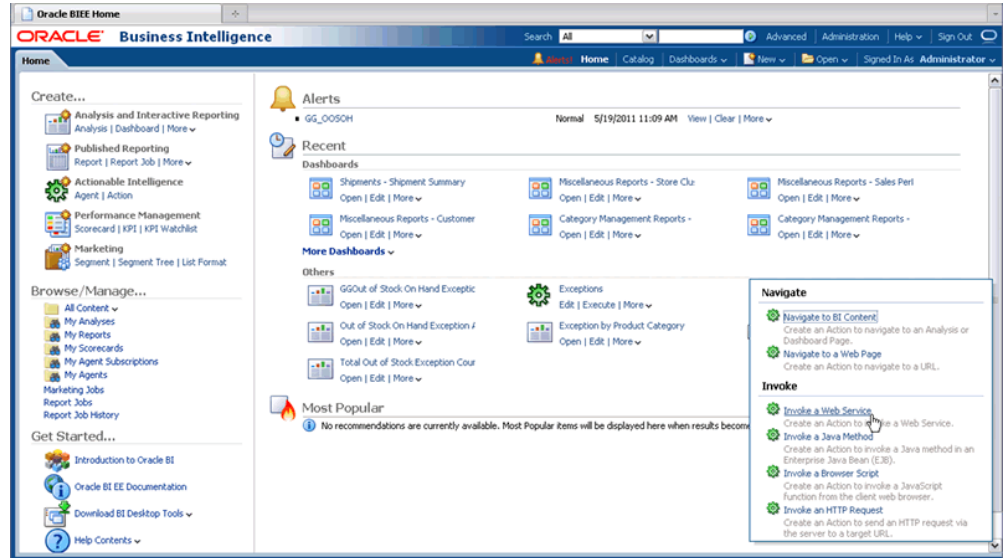 Oracle BIEE Home
ORACLE Business Intelligence
Search All Advanced Administration Help Sign Out
Home
Alerts! Home Catalog Dashboards New Open Signed In As Administrator
Create...
Analysis and Interactive Reporting
Analysis | Dashboard | More
Published Reporting
Report | Report Job | More
Actionable Intelligence
Agent | Action
Performance Management
Scorecard | KPI | KPI Watchlist
Marketing
Segment | Segment Tree | List Format
Browse/Manage...
All Content
My Analyses
My Reports
My Scorecards
My Agent Subscriptions
My Agents
Marketing Jobs
Report Jobs
Report Job History
Get Started...
Introduction to Oracle BI
Oracle BI EE Documentation
Download BI Desktop Tools
Help Contents
Alerts
GG_OOSOH Normal 5/19/2011 11:09 AM View | Clear | More
Recent
Dashboards
Shipments - Shipment Summary
Open | Edit | More
Miscellaneous Reports - Store Clu
Open | Edit | More
Miscellaneous Reports - Sales Perf
Open | Edit | More
Miscellaneous Reports - Customer
Open | Edit | More
Category Management Reports -
Open | Edit | More
Category Management Reports -
Open | Edit | More
More Dashboards
Others
GGOut of Stock On Hand Exceptic
Open | Edit | More
Exceptions
Edit | Execute | More
Out of Stock On Hand Exception
Open | Edit | More
Exception by Product Category
Open | Edit | More
Total Out of Stock Exception Cour
Open | Edit | More
Most Popular
No recommendations are currently available. Most Popular items will be displayed here when results becom
Navigate
Navigate to BI Content
Create an Action to navigate to an Analysis or
Dashboard Page.
Navigate to a Web Page
Create an Action to navigate to a URL.
Invoke
Invoke a Web Service
Create an Action to invoke a Web Service.
Invoke a Java Method
Create an Action to invoke a Java method in an
Enterprise Java Bean (EJB).
Invoke a Browser Script
Create an Action to invoke a JavaScript
function from the client web browser.
Invoke an HTTP Request
Create an Action to send an HTTP request via
the server to a target URL.